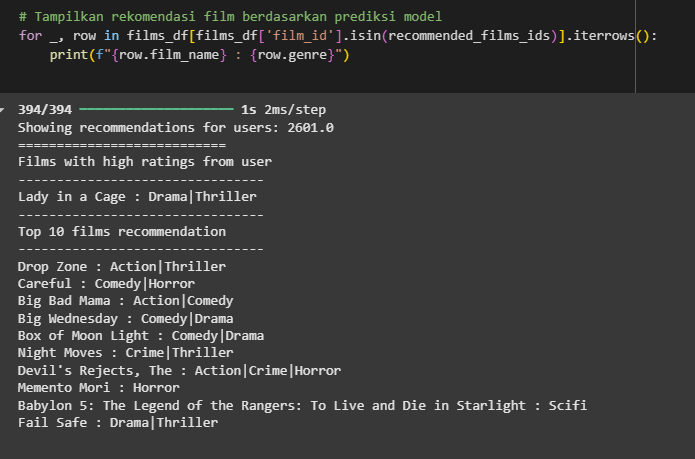 # Tampilkan rekomendasi film berdasarkan prediksi model
for _, row in films_df[films_df['film_id'].isin(recommended_films_ids)].iterrows():
    print(f"{row.film_name} : {row.genre}")
394/394 ━━━━━━━━━━━━━━━━━━━━ 1s 2ms/step
Showing recommendations for users: 2601.0
===========================
Films with high ratings from user
--------------------------------
Lady in a Cage : Drama|Thriller
--------------------------------
Top 10 films recommendation
--------------------------------
Drop Zone : Action|Thriller
Careful : Comedy|Horror
Big Bad Mama : Action|Comedy
Big Wednesday : Comedy|Drama
Box of Moon Light : Comedy|Drama
Night Moves : Crime|Thriller
Devil's Rejects, The : Action|Crime|Horror
Memento Mori : Horror
Babylon 5: The Legend of the Rangers: To Live and Die in Starlight : Scifi
Fail Safe : Drama|Thriller